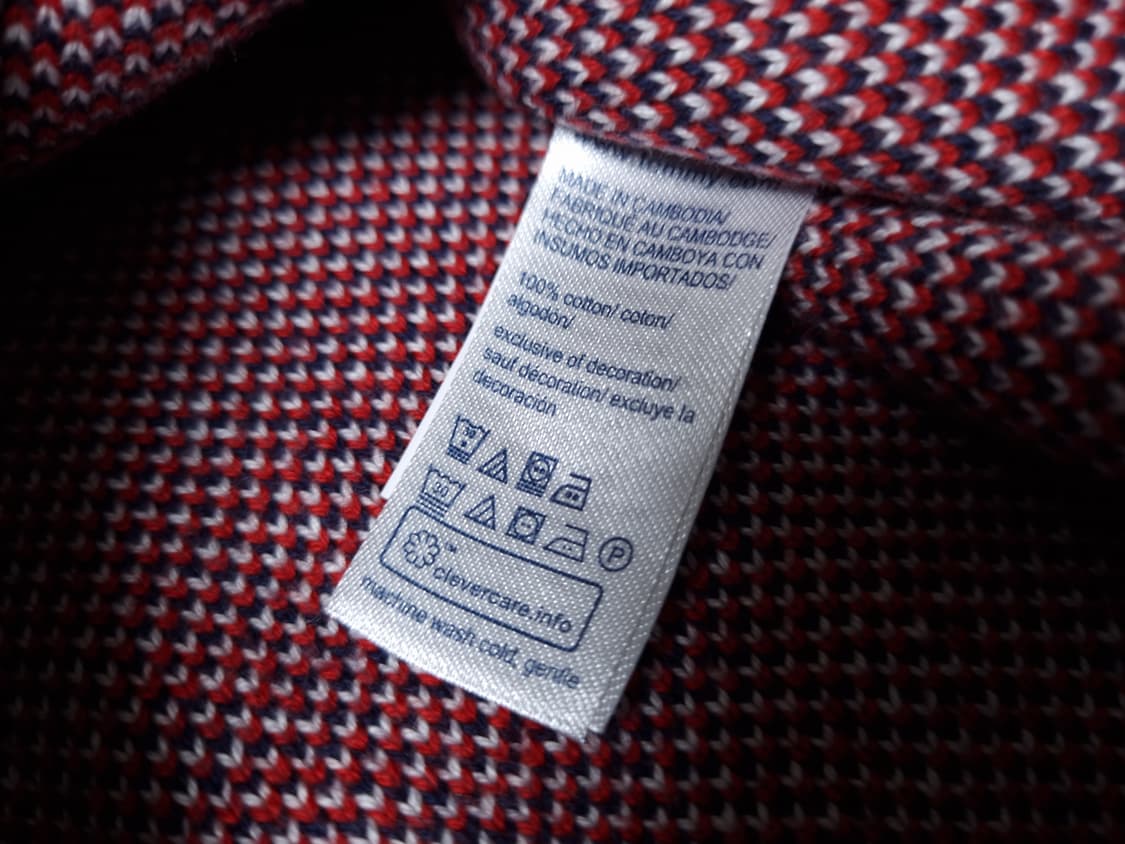 MADE IN CAMBODIA/
FABRIQUÉ AU CAMBODGE/
HECHO EN CAMBOYA CON
INSUMOS IMPORTADOS/
100% cotton/ coton/
algodón/
exclusive of decoration/
sauf décoration/ excluye la
decoración
P
™
clevercare.info
machine wash cold, gentle